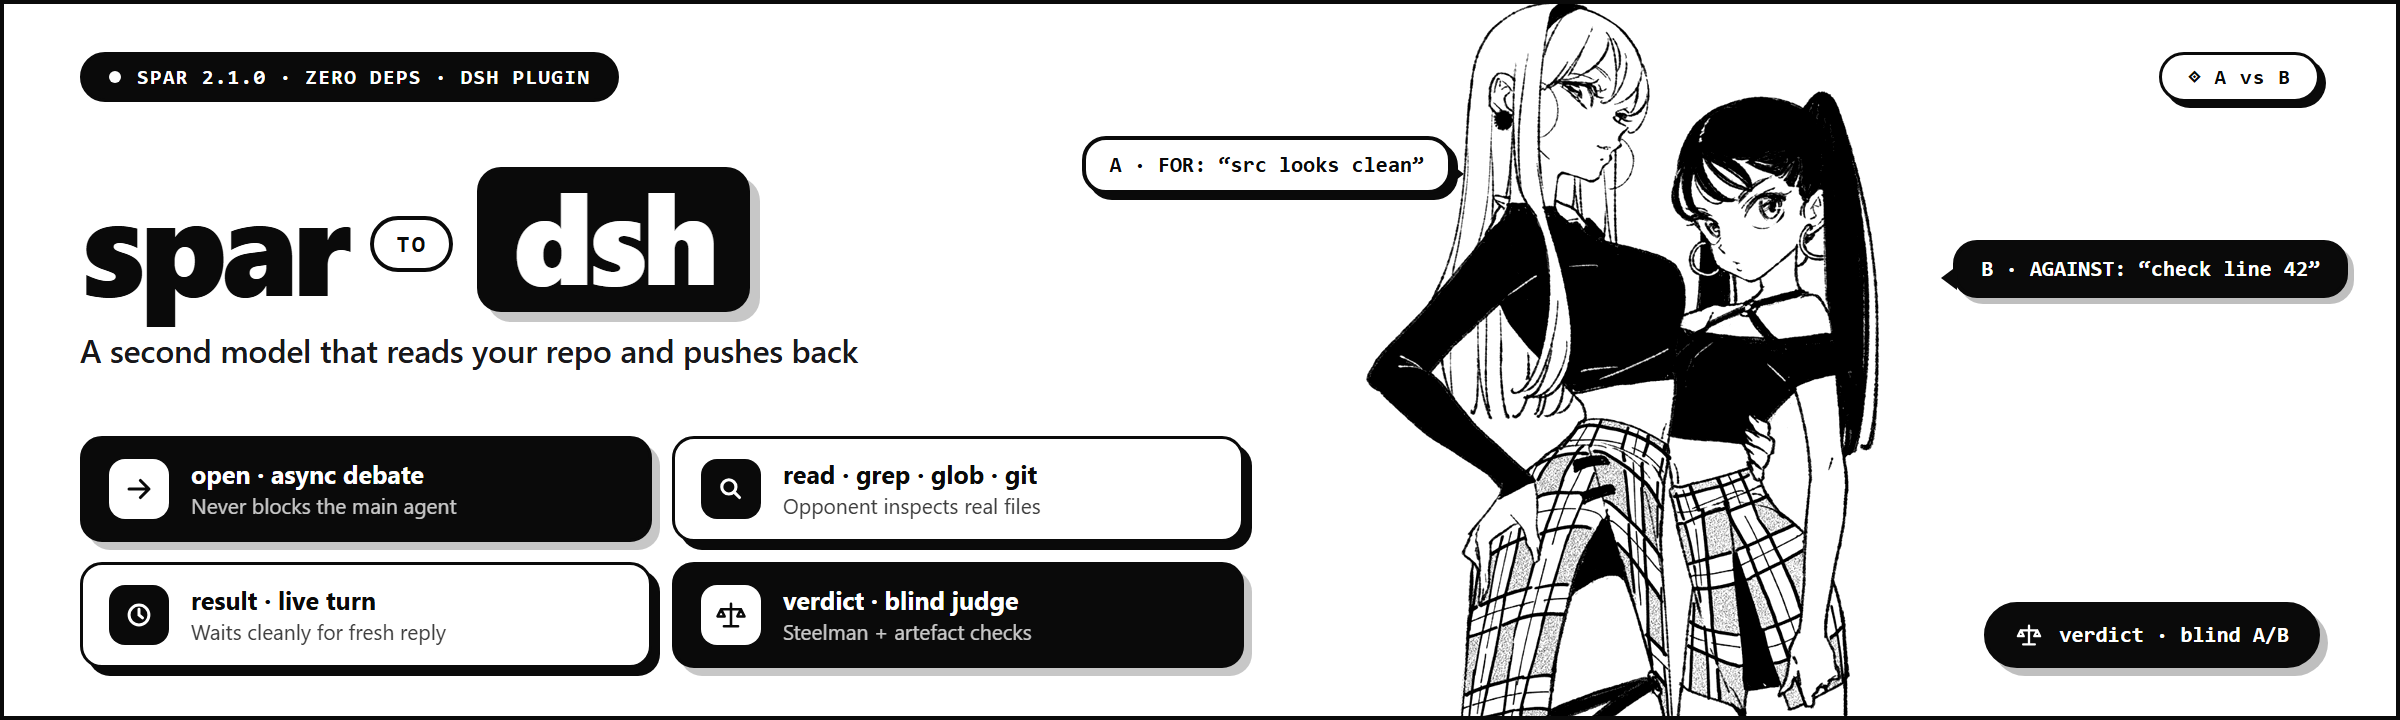 SPAR 2.1.0 · ZERO DEPS · DSH PLUGIN
A vs B
A · FOR: “src looks clean”
spar TO dsh
B · AGAINST: “check line 42”
A second model that reads your repo and pushes back
open · async debate
Never blocks the main agent
read · grep · glob · git
Opponent inspects real files
result · live turn
Waits cleanly for fresh reply
verdict · blind judge
Steelman + artefact checks
verdict · blind A/B